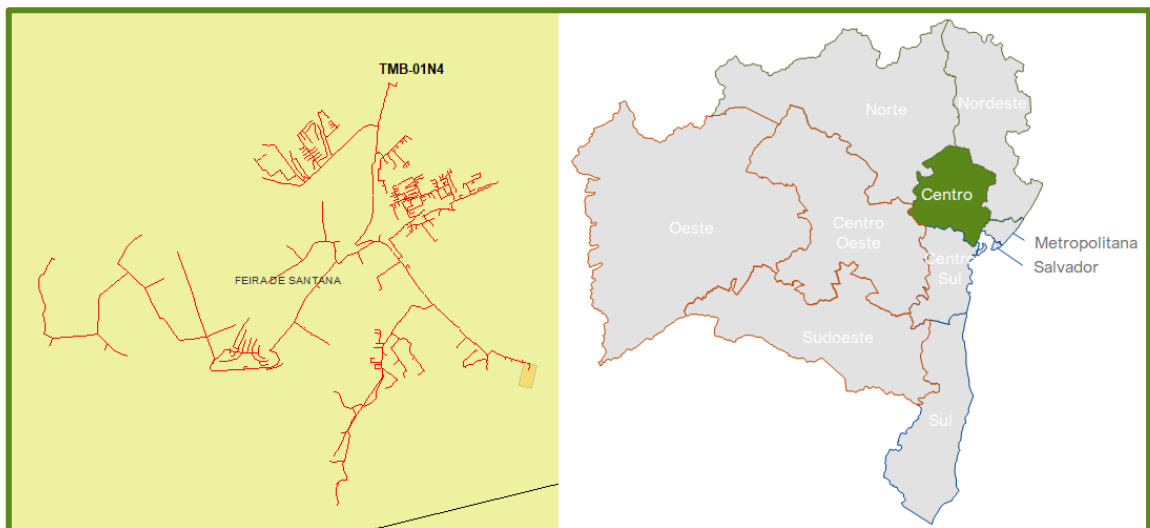 TMB-01N4
FEIRA DE SANTANA
Norte
Nordeste
Centro
Oeste
Centro
Oeste
Metropolitana
Salvador
Centro
Sul
Sudoeste
Sul